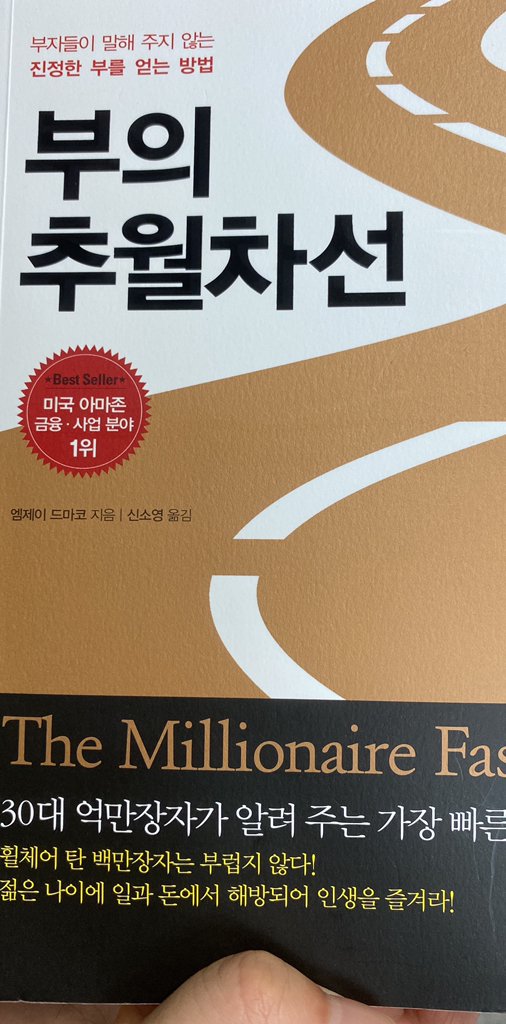 부자들이 말해 주지 않는
진정한 부를 얻는 방법
부의
추월차선
*Best Seller*
미국 아마존
금융·사업 분야
1위
엠제이 드마코 지음 | 신소영 옮김
The Millionaire Fas
30대 억만장자가 알려 주는 가장 빠른
휠체어 탄 백만장자는 부럽지 않다!
젊은 나이에 일과 돈에서 해방되어 인생을 즐겨라!